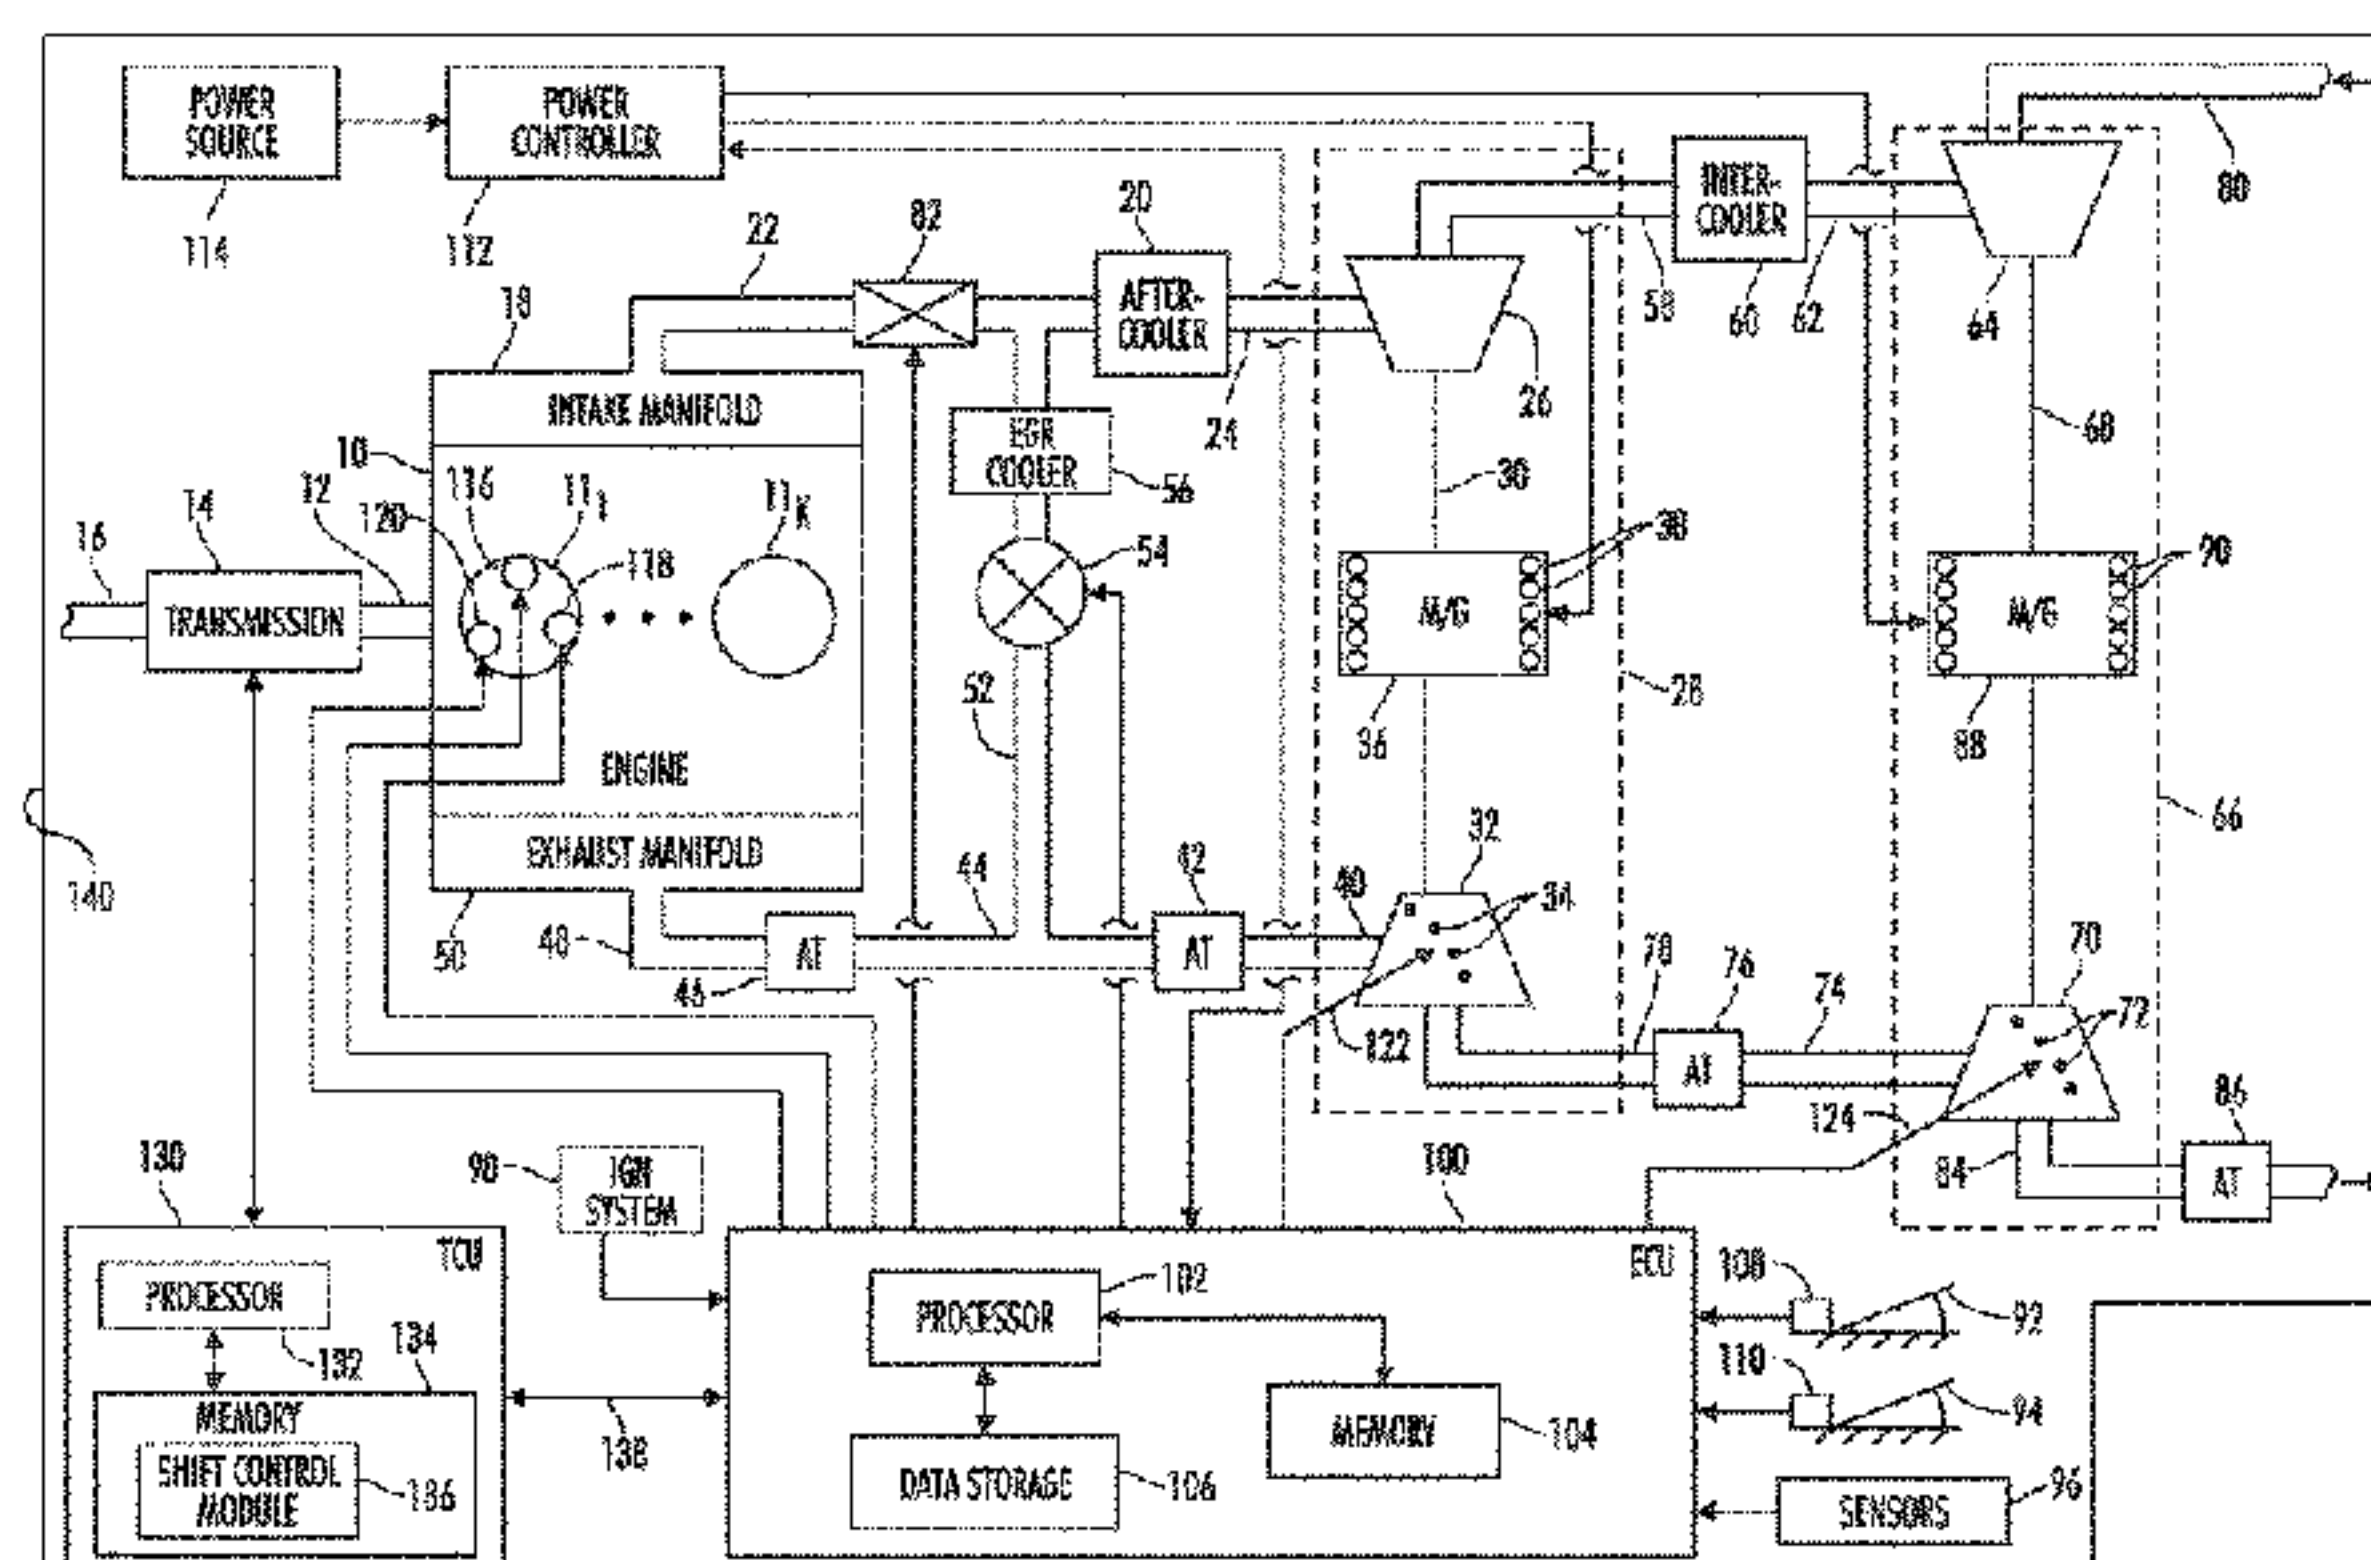 POWER
SOURCE
114
POWER
CONTROLLER
112
80
INTER-
COOLER
58
60
62
64
22
82
20
AFTER-
COOLER
24
26
18
INTAKE MANIFOLD
EGR
COOLER
56
30
68
10
116
11₁
11K
120
118
12
14
16
TRANSMISSION
54
38
M/G
36
28
90
M/G
88
66
52
ENGINE
EXHAUST MANIFOLD
140
50
48
AT
46
44
42
AT
40
32
34
122
78
76
AT
74
70
72
124
84
86
AT
130
TCU
PROCESSOR
132
134
MEMORY
SHIFT CONTROL
MODULE
136
138
98
IGN
SYSTEM
100
ECU
PROCESSOR
102
MEMORY
104
DATA STORAGE
106
108
92
110
94
SENSORS
96